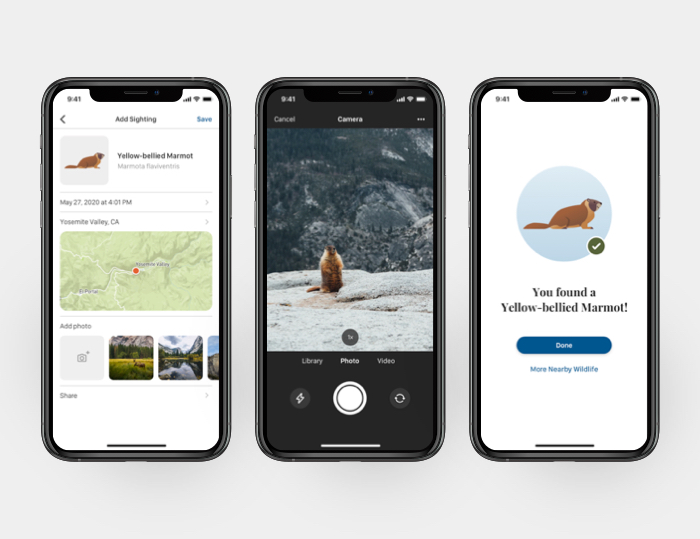 9:41
Add Sighting
Save
Yellow-bellied Marmot
Marmota flaviventris
May 27, 2020 at 4:01 PM
Yosemite Valley, CA
Yosemite Valley
El Portal
Add photo
Share
9:41
Cancel
Camera
1x
Library
Photo
Video
9:41
You found a
Yellow-bellied Marmot!
Done
More Nearby Wildlife